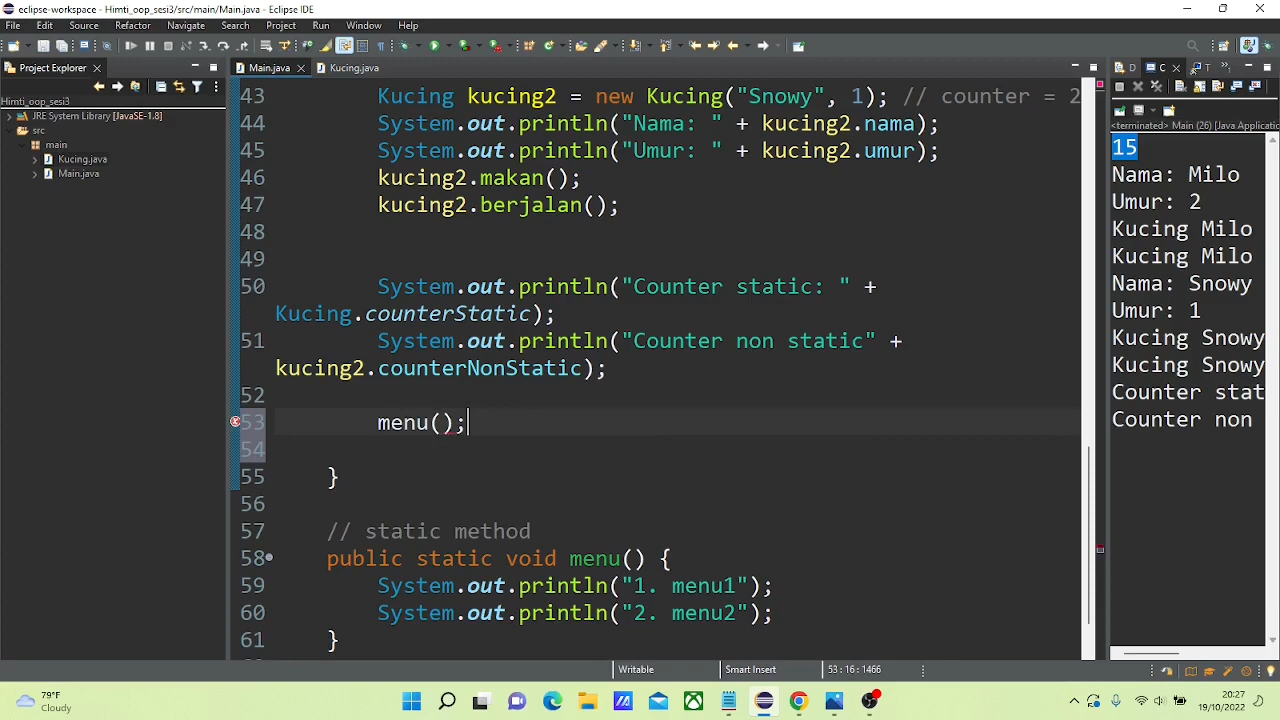 eclipse-workspace - Himti_oop_sesi3/src/main/Main.java - Eclipse IDE
File Edit Source Refactor Navigate Search Project Run Window Help
Project Explorer
Main.java
Kucing.java
Himti_oop_sesi3
JRE System Library [JavaSE-1.8]
src
main
Kucing.java
Main.java
43 Kucing kucing2 = new Kucing("Snowy", 1); // counter = 2
44 System.out.println("Nama: " + kucing2.nama);
45 System.out.println("Umur: " + kucing2.umur);
46 kucing2.makan();
47 kucing2.berjalan();
48
49
50 System.out.println("Counter static: " +
Kucing.counterStatic);
51 System.out.println("Counter non static" +
kucing2.counterNonStatic);
52
53 menu();
54
55 }
56
57 // static method
58 public static void menu() {
59 System.out.println("1. menu1");
60 System.out.println("2. menu2");
61 }
D
C
<terminated> Main (26) [Java Applicatio
15
Nama: Milo
Umur: 2
Kucing Milo
Kucing Milo
Nama: Snowy
Umur: 1
Kucing Snowy
Kucing Snowy
Counter stat
Counter non
Writable
Smart Insert
53 : 16 : 1466
79°F
Cloudy
20:27
19/10/2022